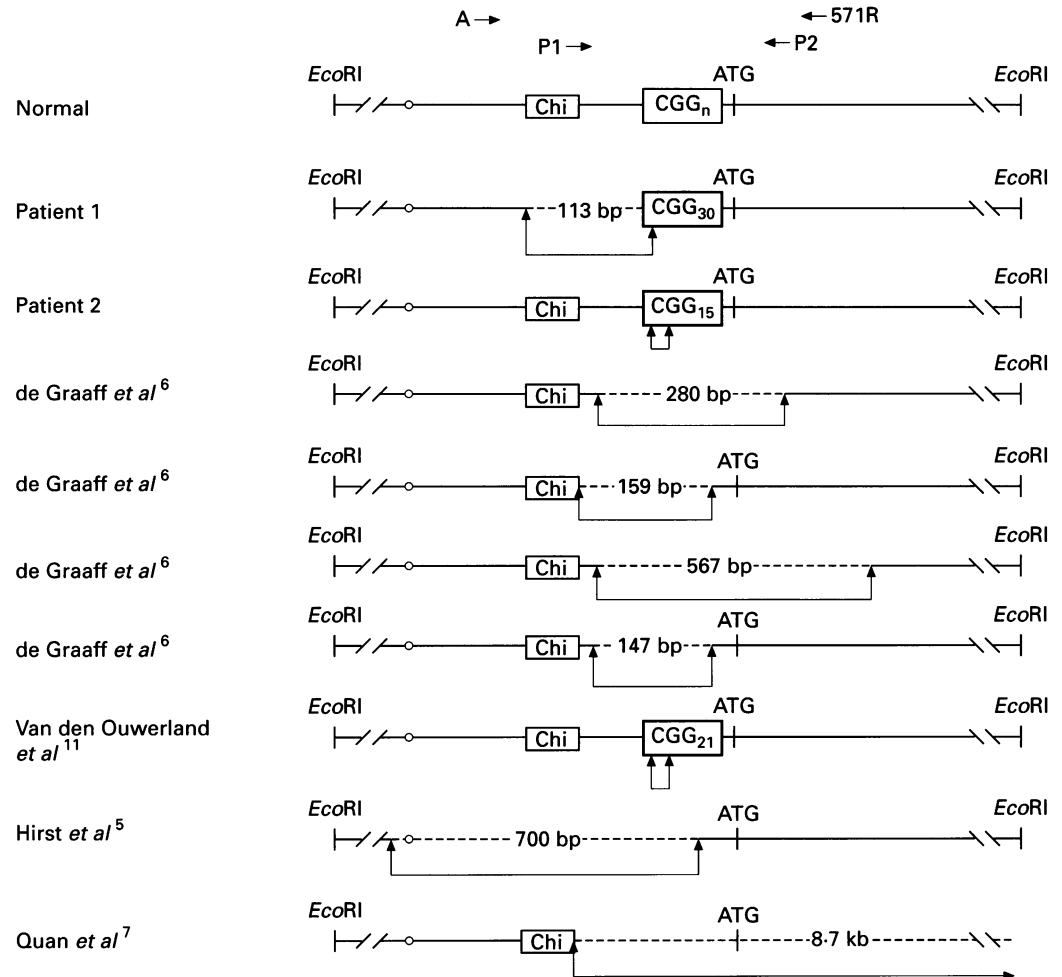 A → ← 571R
P1 → ← P2
EcoRI ATG EcoRI
Normal Chi CGGn
EcoRI ATG EcoRI
Patient 1 113 bp CGG30
EcoRI ATG EcoRI
Patient 2 Chi CGG15
EcoRI EcoRI
de Graaff et al 6 Chi 280 bp
EcoRI ATG EcoRI
de Graaff et al 6 Chi 159 bp
EcoRI EcoRI
de Graaff et al 6 Chi 567 bp
EcoRI ATG EcoRI
de Graaff et al 6 Chi 147 bp
EcoRI ATG EcoRI
Van den Ouwerland
et al 11 Chi CGG21
EcoRI ATG EcoRI
Hirst et al 5 700 bp
EcoRI ATG
Quan et al 7 Chi 8·7 kb